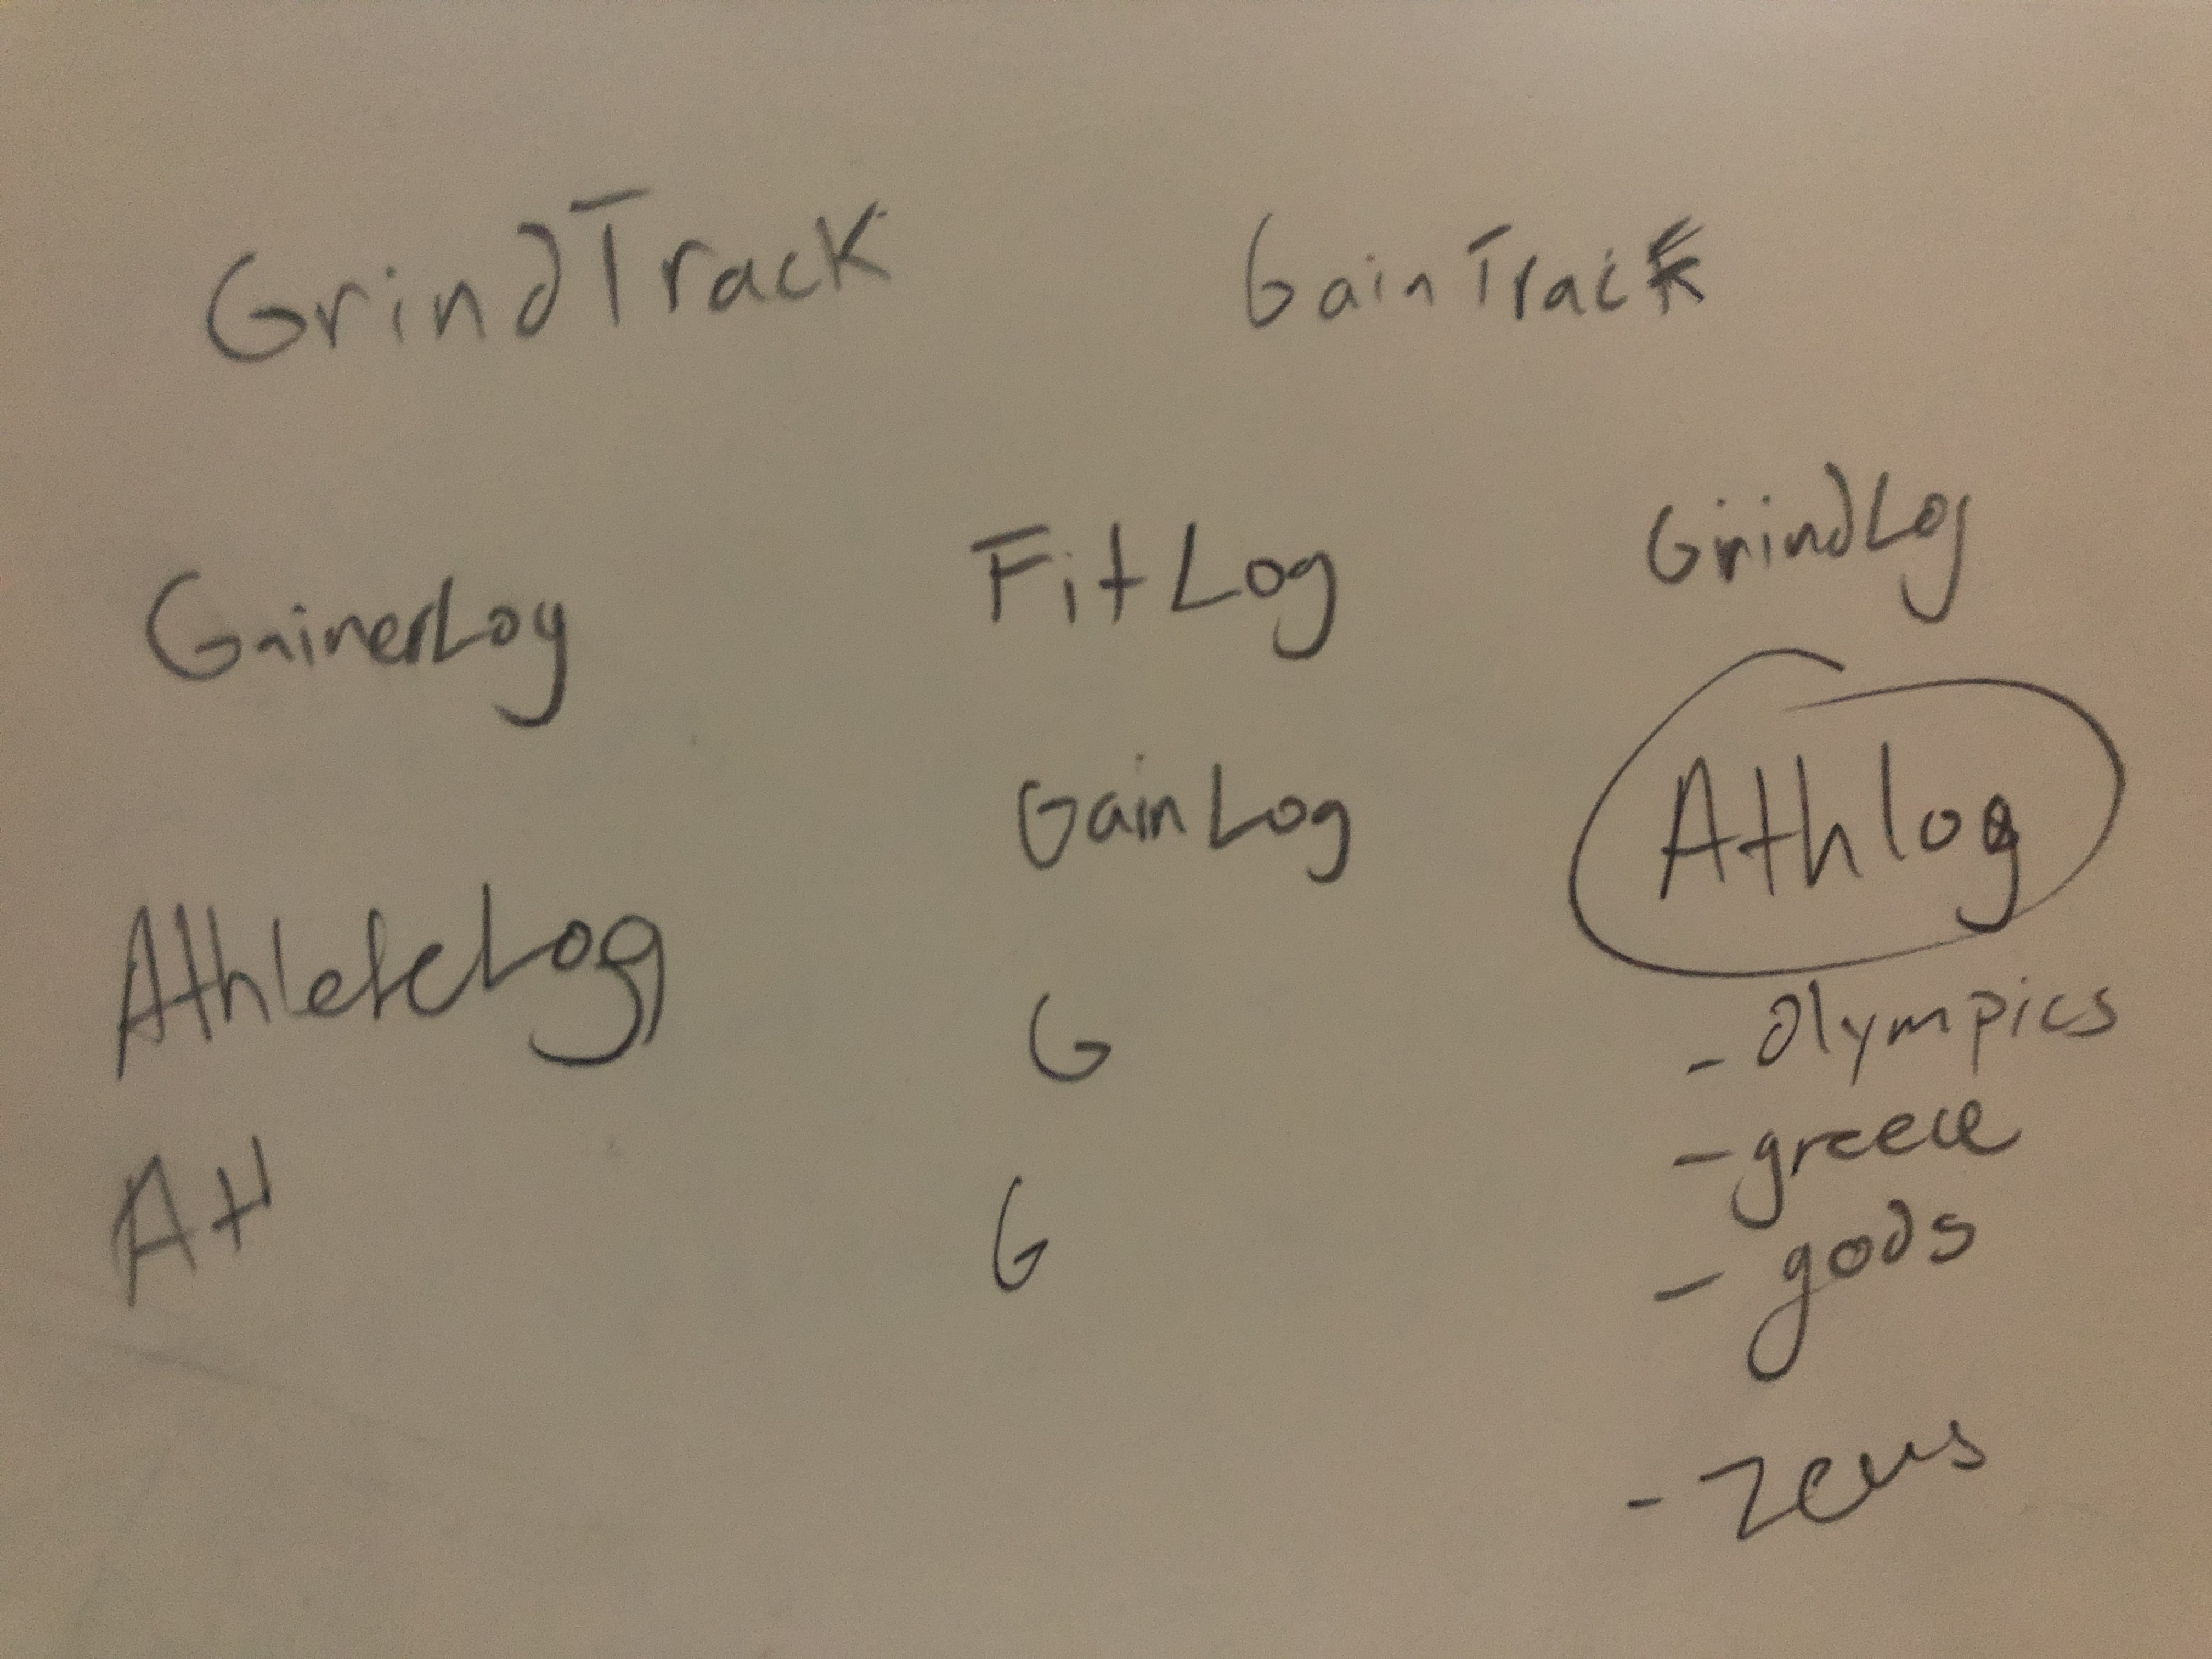 GrindTrack
GainTrack
GrindLog
FitLog
GainerLog
GainLog
Athlog
AthleteLog
G
- Olympics
- greece
At
G
- gods
- Zeus